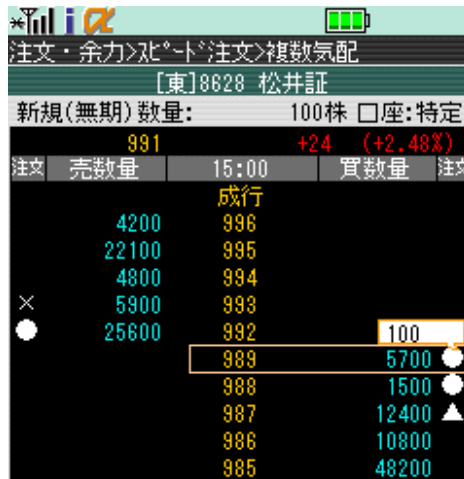 i α
注文・余力>ｽﾋﾟｰﾄﾞ注文>複数気配
[東]8628 松井証
新規(無期)数量: 100株 口座:特定
991 +24 (+2.48%)
注文 売数量 15:00 買数量 注文
成行
4200 996
22100 995
4800 994
× 5900 993
● 25600 992 100
989 5700 ●
988 1500 ●
987 12400 ▲
986 10800
985 48200